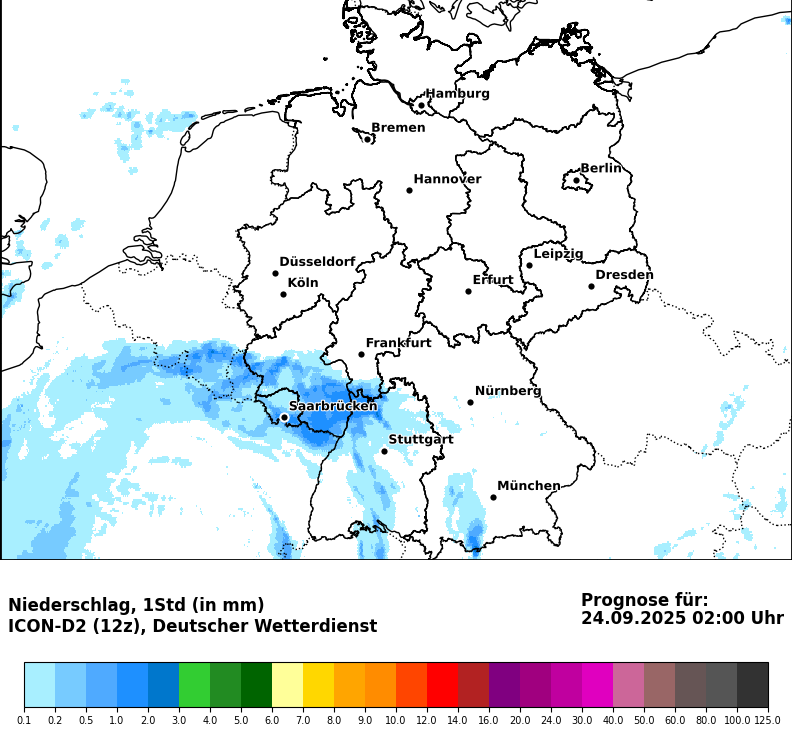 Hamburg
Bremen
Berlin
Hannover
Leipzig
Düsseldorf
Dresden
Köln
Erfurt
Frankfurt
Nürnberg
Saarbrücken
Stuttgart
München
Niederschlag, 1Std (in mm)
ICON-D2 (12z), Deutscher Wetterdienst
Prognose für:
24.09.2025 02:00 Uhr
0.1 0.2 0.5 1.0 2.0 3.0 4.0 5.0 6.0 7.0 8.0 9.0 10.0 12.0 14.0 16.0 20.0 24.0 30.0 40.0 50.0 60.0 80.0 100.0 125.0